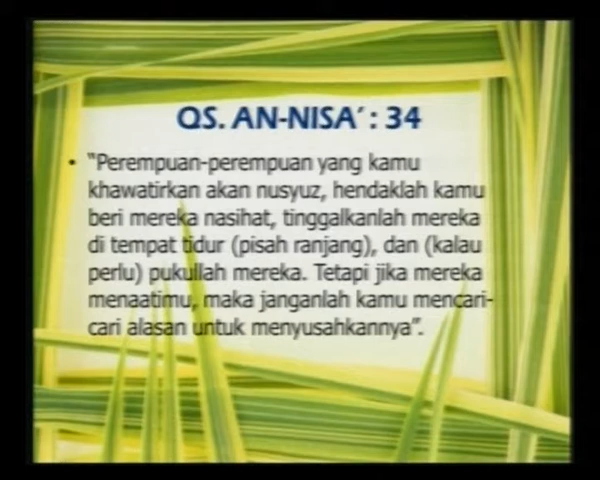 QS. AN-NISA´ : 34
• “Perempuan-perempuan yang kamu
khawatirkan akan nusyuz, hendaklah kamu
beri mereka nasihat, tinggalkanlah mereka
di tempat tidur (pisah ranjang), dan (kalau
perlu) pukullah mereka. Tetapi jika mereka
menaatimu, maka janganlah kamu mencari-
cari alasan untuk menyusahkannya”.